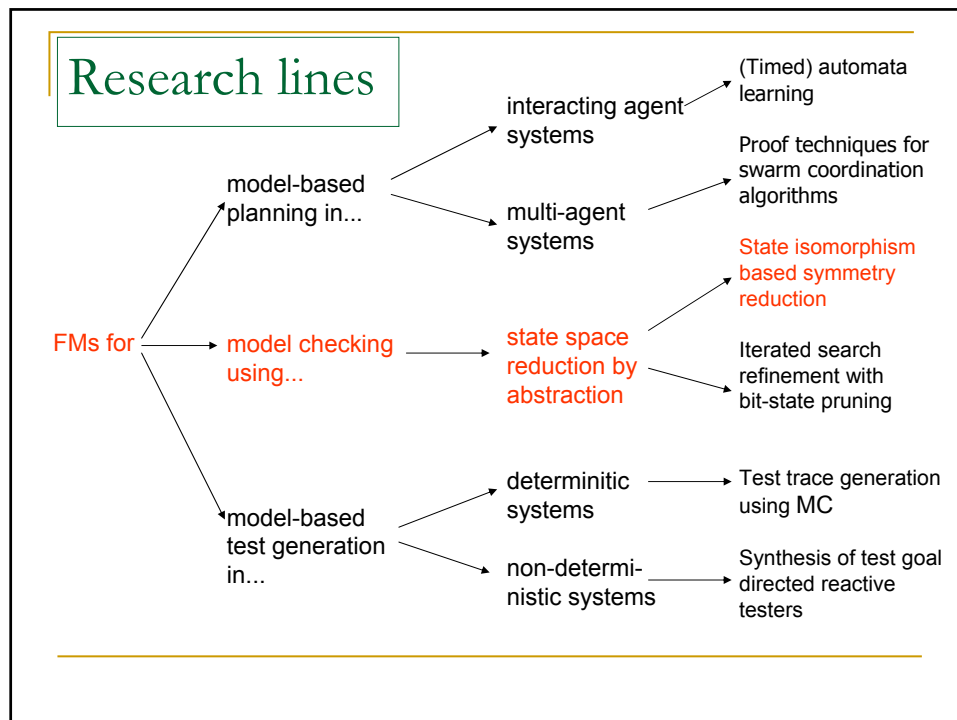 Research lines
FMs for
model-based
planning in...
interacting agent
systems
(Timed) automata
learning
multi-agent
systems
Proof techniques for
swarm coordination
algorithms
model checking
using...
state space
reduction by
abstraction
State isomorphism
based symmetry
reduction
Iterated search
refinement with
bit-state pruning
model-based
test generation
in...
determinitic
systems
Test trace generation
using MC
non-determi-
nistic systems
Synthesis of test goal
directed reactive
testers